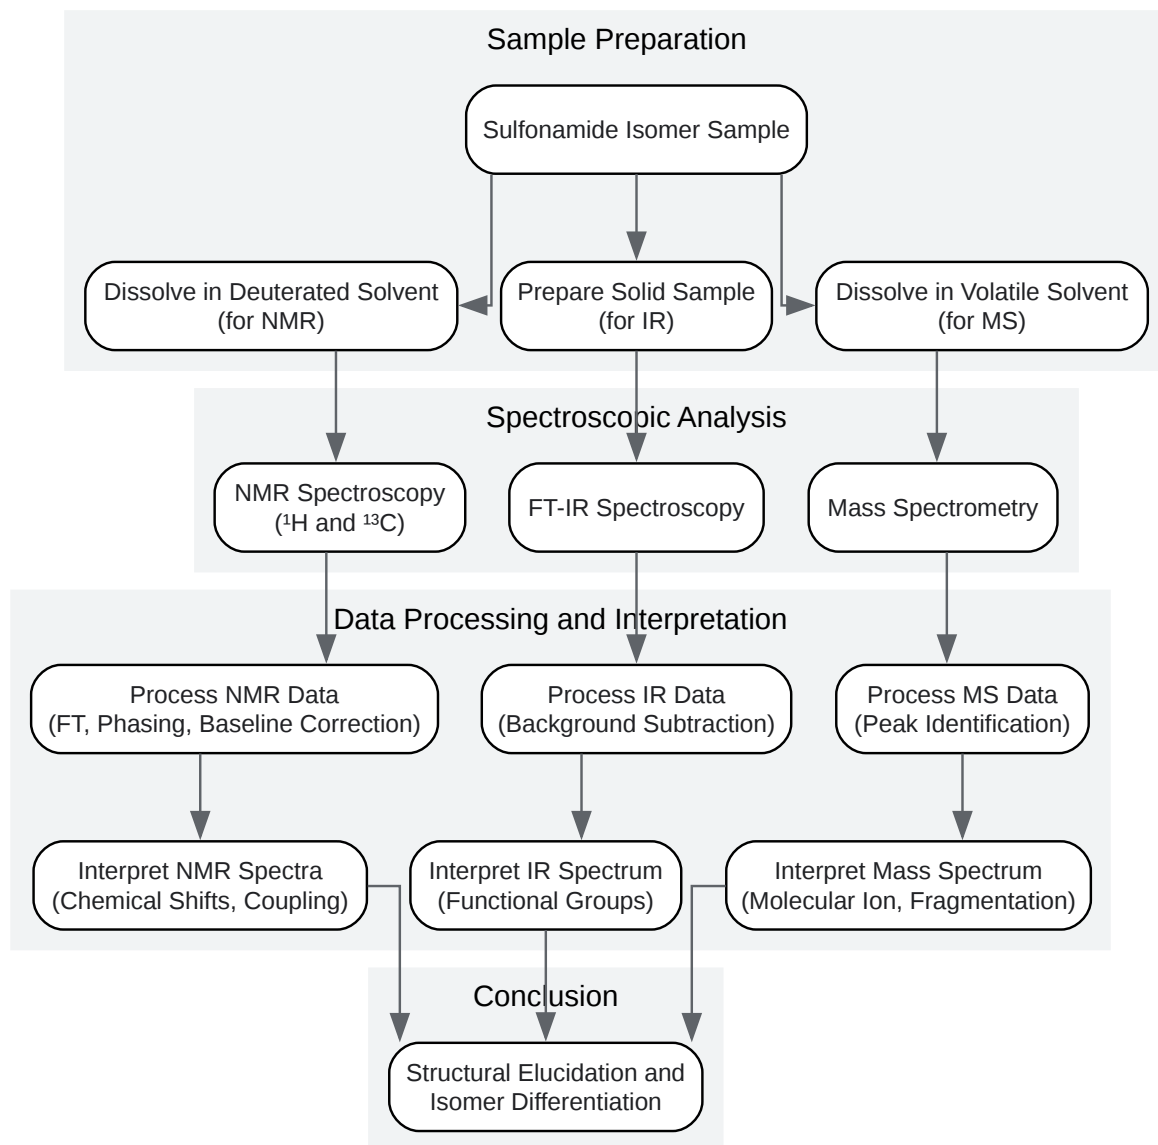 Sample Preparation
Sulfonamide Isomer Sample
Dissolve in Deuterated Solvent
(for NMR)
Prepare Solid Sample
(for IR)
Dissolve in Volatile Solvent
(for MS)
Spectroscopic Analysis
NMR Spectroscopy
(¹H and ¹³C)
FT-IR Spectroscopy
Mass Spectrometry
Data Processing and Interpretation
Process NMR Data
(FT, Phasing, Baseline Correction)
Process IR Data
(Background Subtraction)
Process MS Data
(Peak Identification)
Interpret NMR Spectra
(Chemical Shifts, Coupling)
Interpret IR Spectrum
(Functional Groups)
Interpret Mass Spectrum
(Molecular Ion, Fragmentation)
Conclusion
Structural Elucidation and
Isomer Differentiation